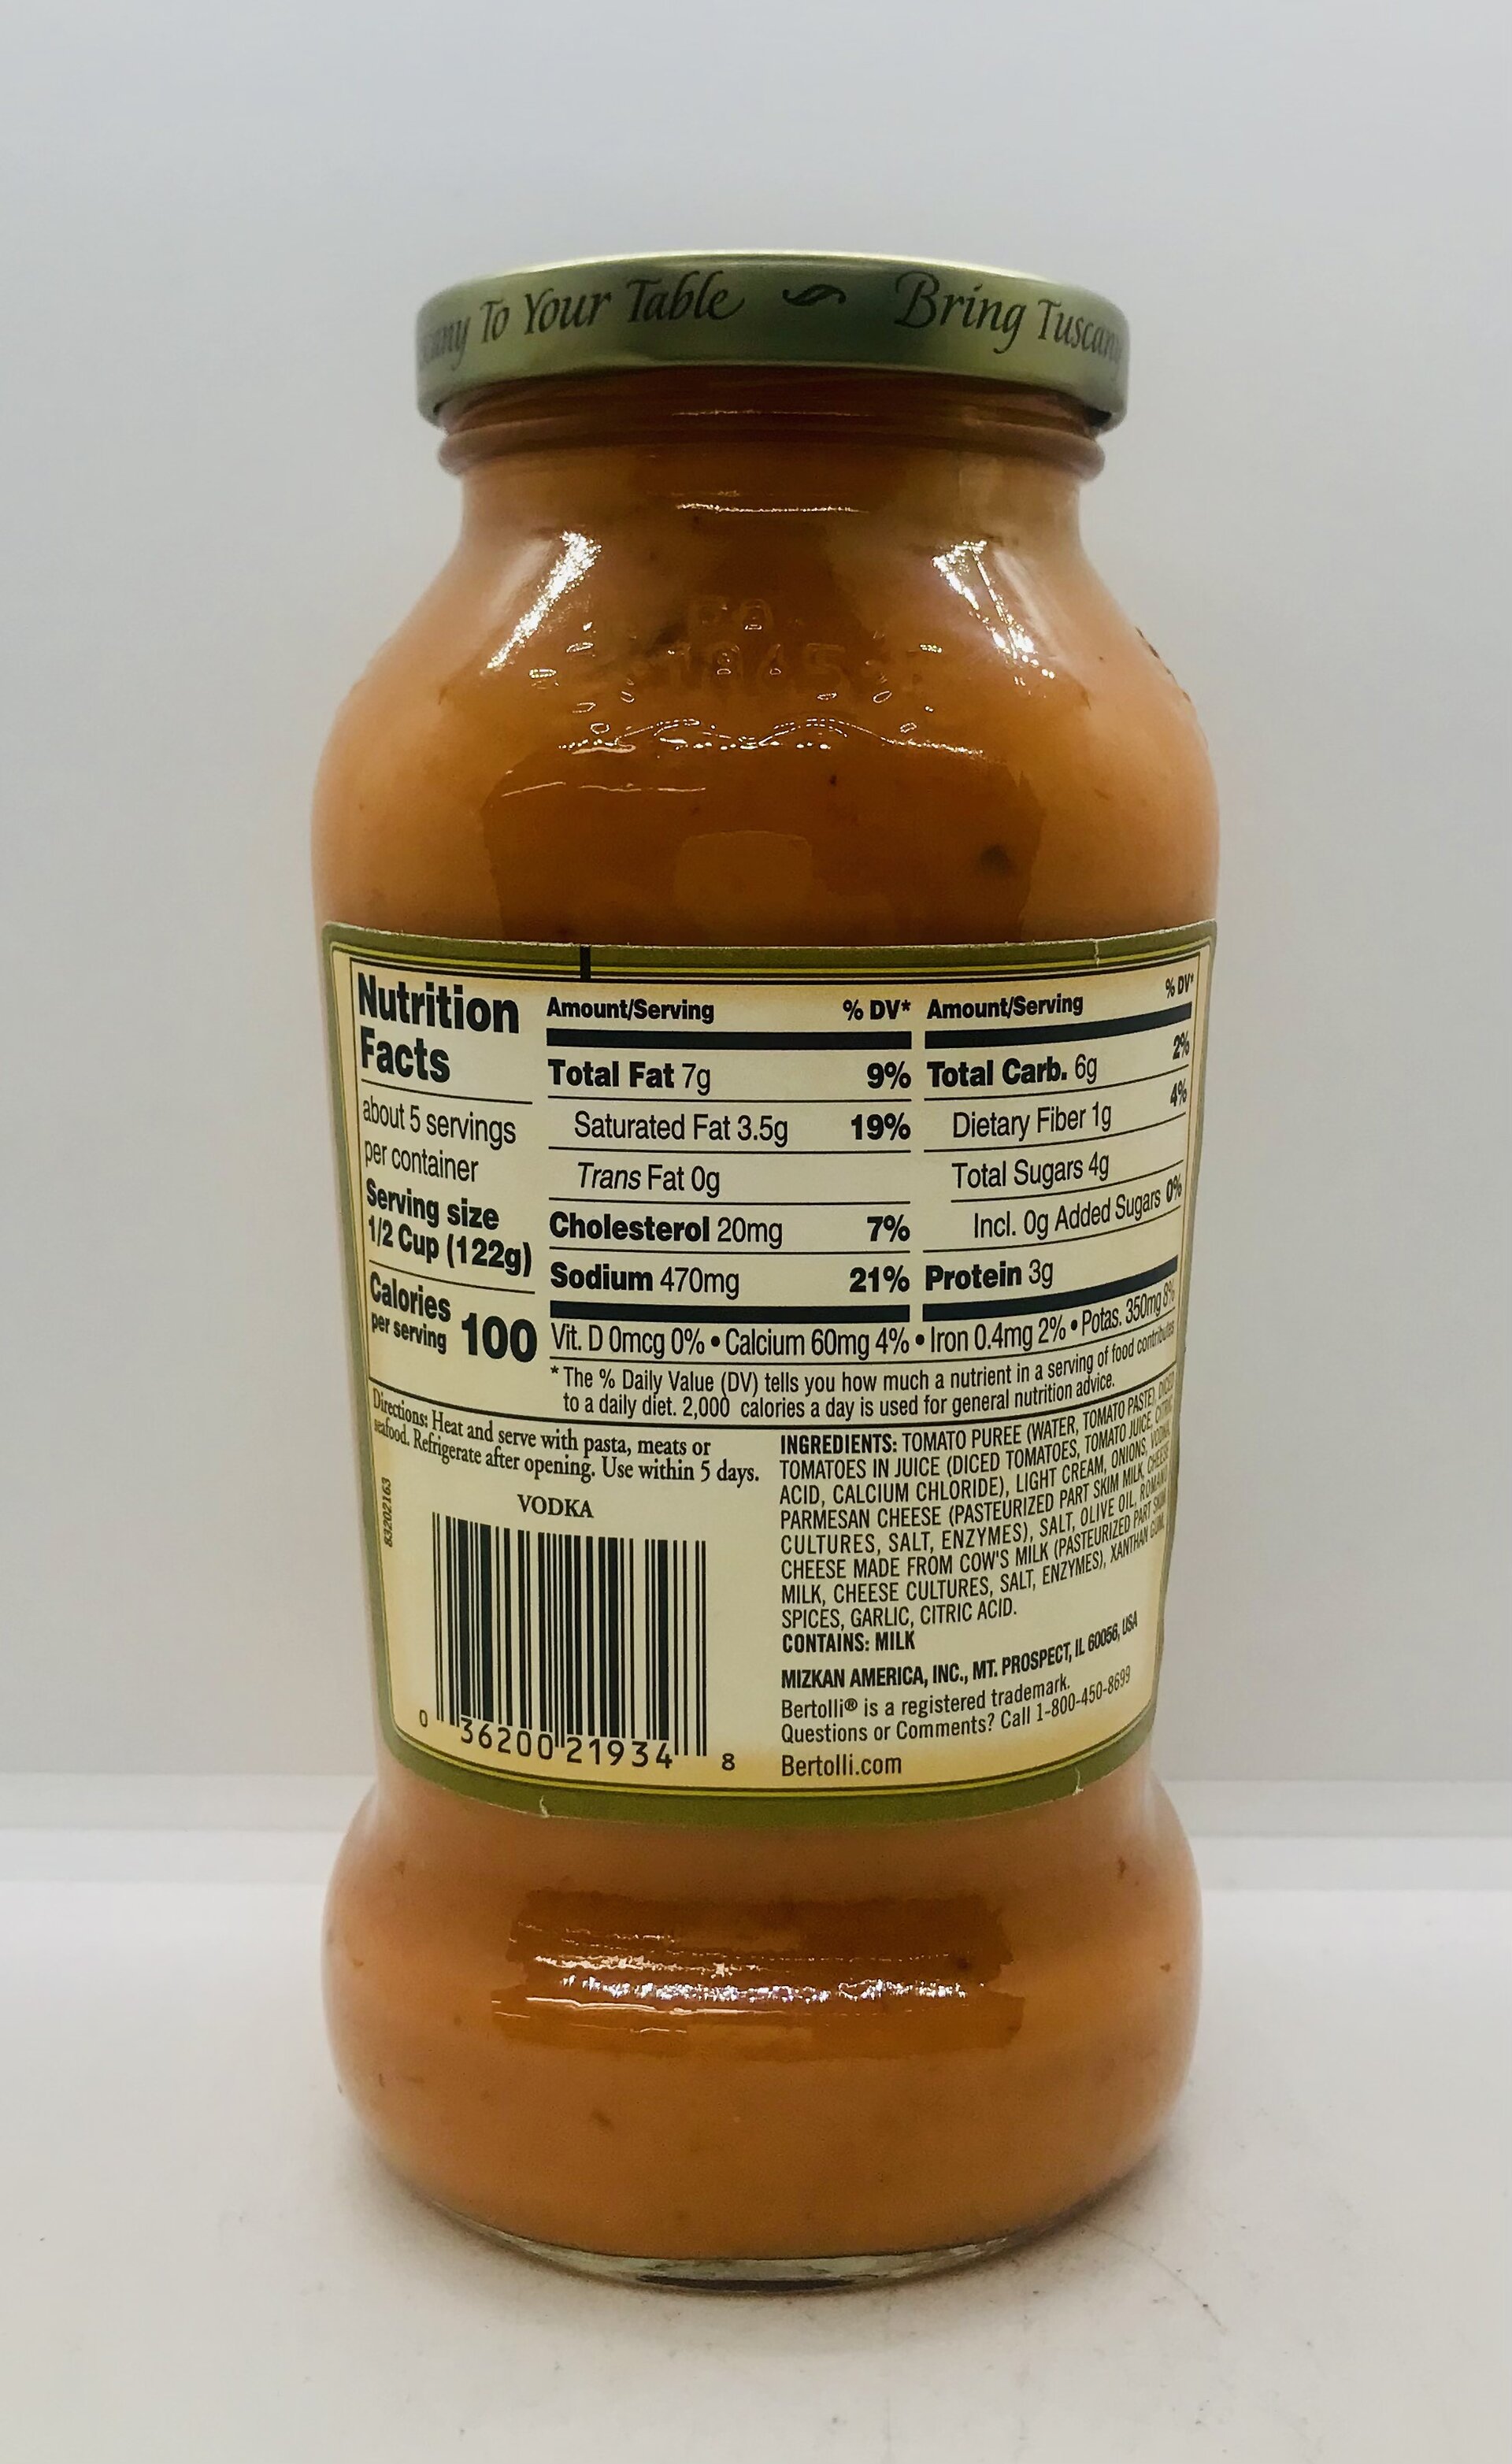 To Your Table ~ Bring Tuscany
Nutrition
Facts
about 5 servings
per container
Serving size
1/2 Cup (122g)
Calories
per serving 100
Amount/Serving % DV*
Total Fat 7g 9%
Saturated Fat 3.5g 19%
Trans Fat 0g
Cholesterol 20mg 7%
Sodium 470mg 21%
Amount/Serving % DV*
Total Carb. 6g 2%
Dietary Fiber 1g 4%
Total Sugars 4g
Incl. 0g Added Sugars 0%
Protein 3g
Vit. D 0mcg 0% • Calcium 60mg 4% • Iron 0.4mg 2% • Potas. 350mg 8%
* The % Daily Value (DV) tells you how much a nutrient in a serving of food contributes
to a daily diet. 2,000 calories a day is used for general nutrition advice.
Directions: Heat and serve with pasta, meats or
seafood. Refrigerate after opening. Use within 5 days.
83202163
VODKA
0 36200 21934 8
INGREDIENTS: TOMATO PUREE (WATER, TOMATO PASTE), DICED
TOMATOES IN JUICE (DICED TOMATOES, TOMATO JUICE, CITRIC
ACID, CALCIUM CHLORIDE), LIGHT CREAM, ONIONS, VODKA,
PARMESAN CHEESE (PASTEURIZED PART SKIM MILK, CHEESE
CULTURES, SALT, ENZYMES), SALT, OLIVE OIL, ROMANO
CHEESE MADE FROM COW'S MILK (PASTEURIZED PART SKIM
MILK, CHEESE CULTURES, SALT, ENZYMES), XANTHAN GUM,
SPICES, GARLIC, CITRIC ACID.
CONTAINS: MILK
MIZKAN AMERICA, INC., MT. PROSPECT, IL 60056, USA
Bertolli® is a registered trademark.
Questions or Comments? Call 1-800-450-8699
Bertolli.com